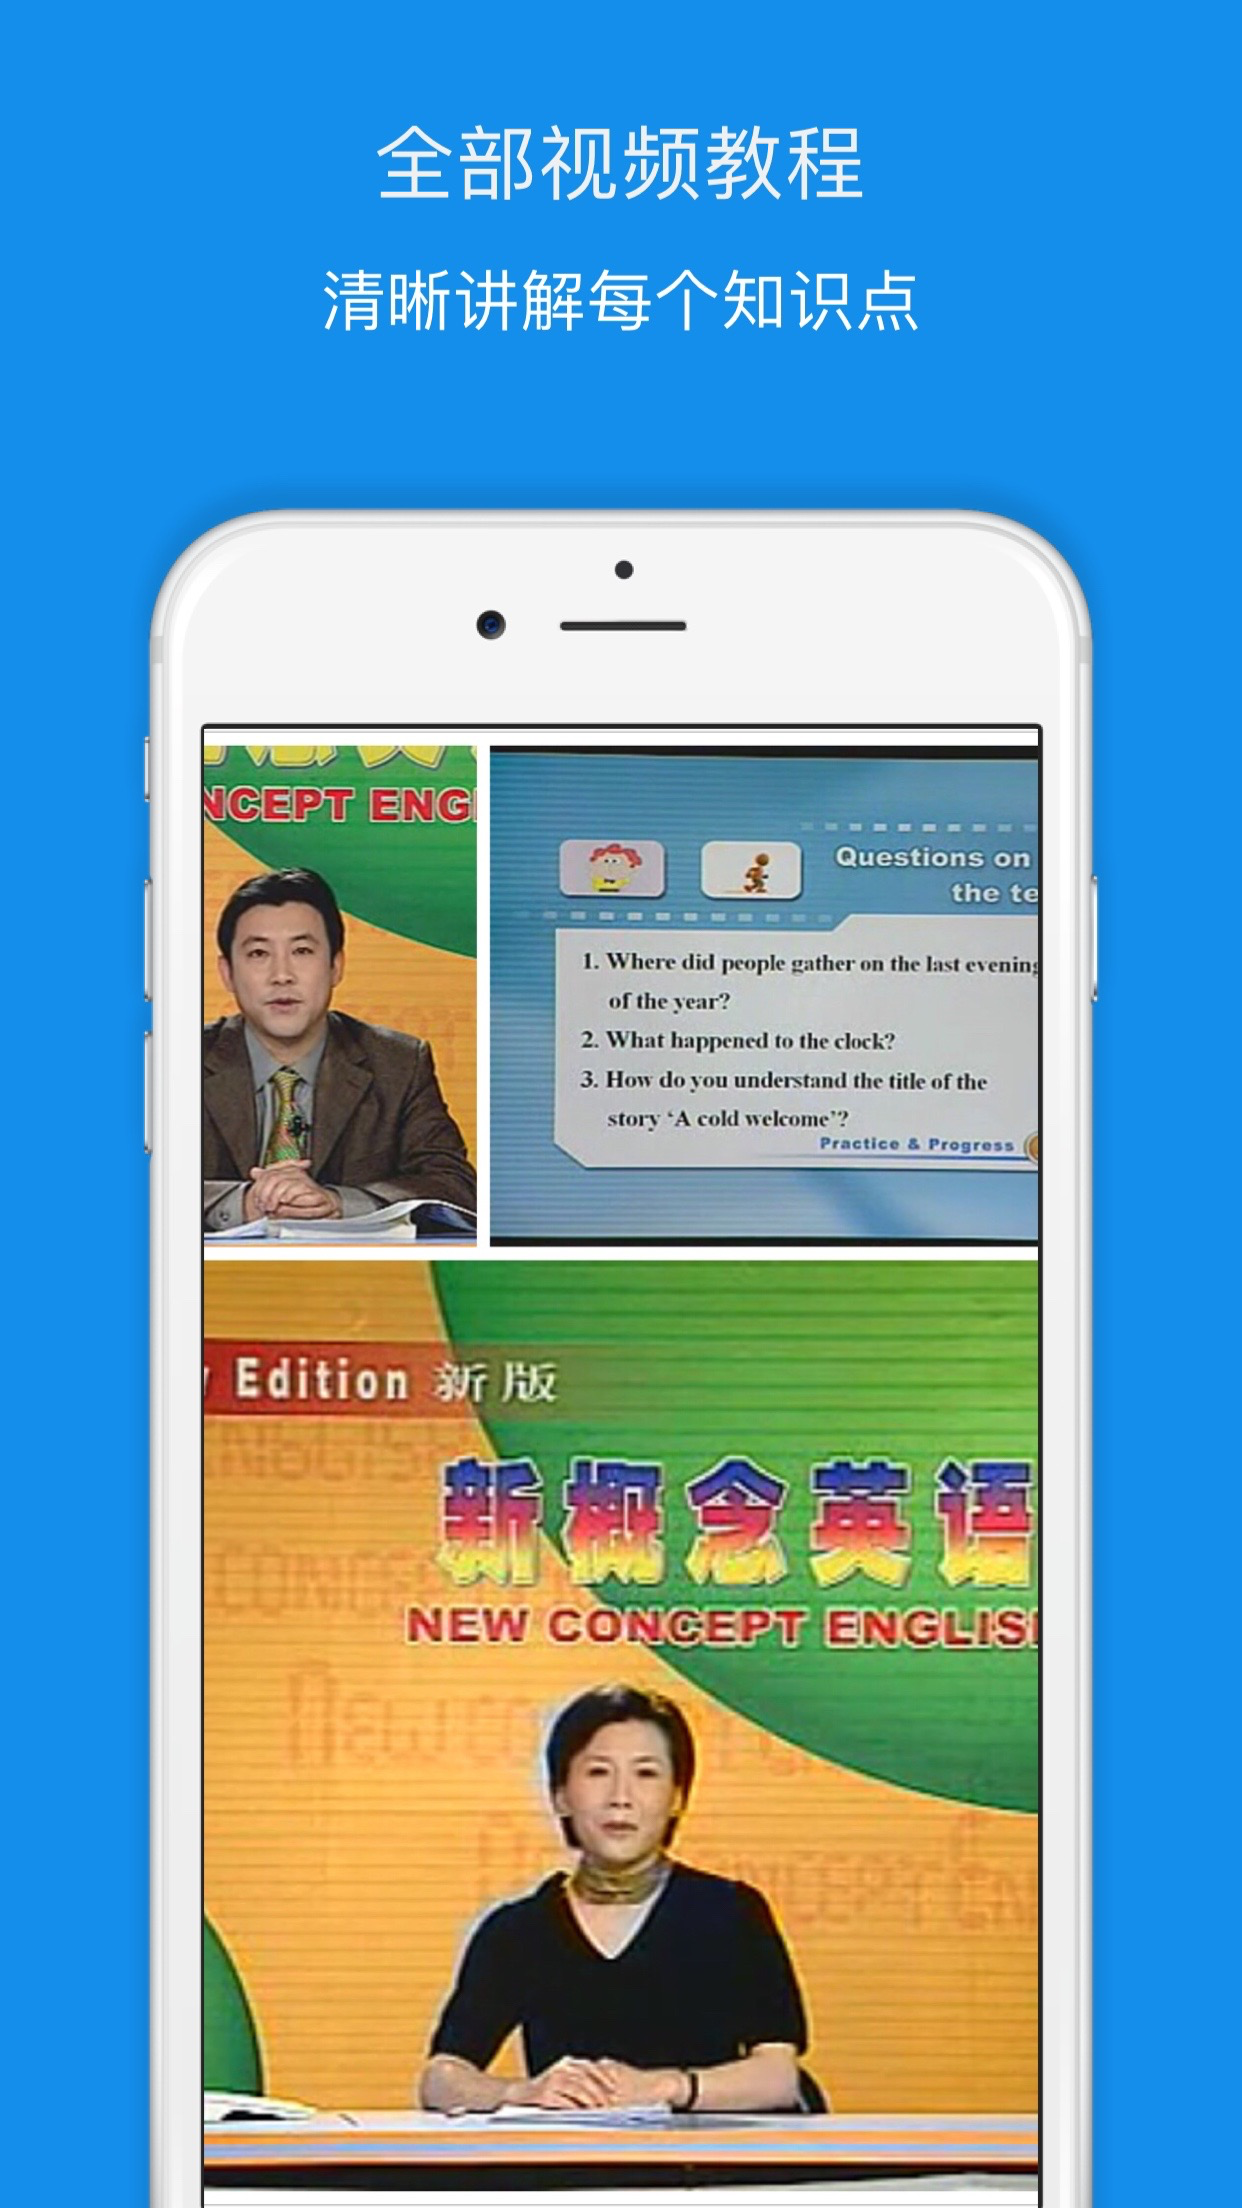 全部视频教程
清晰讲解每个知识点
NCEPT ENG
Questions on
the te
1. Where did people gather on the last evening
of the year?
2. What happened to the clock?
3. How do you understand the title of the
story ‘A cold welcome’?
Practice & Progress
Edition 新版
新概念英语
NEW CONCEPT ENGLISH